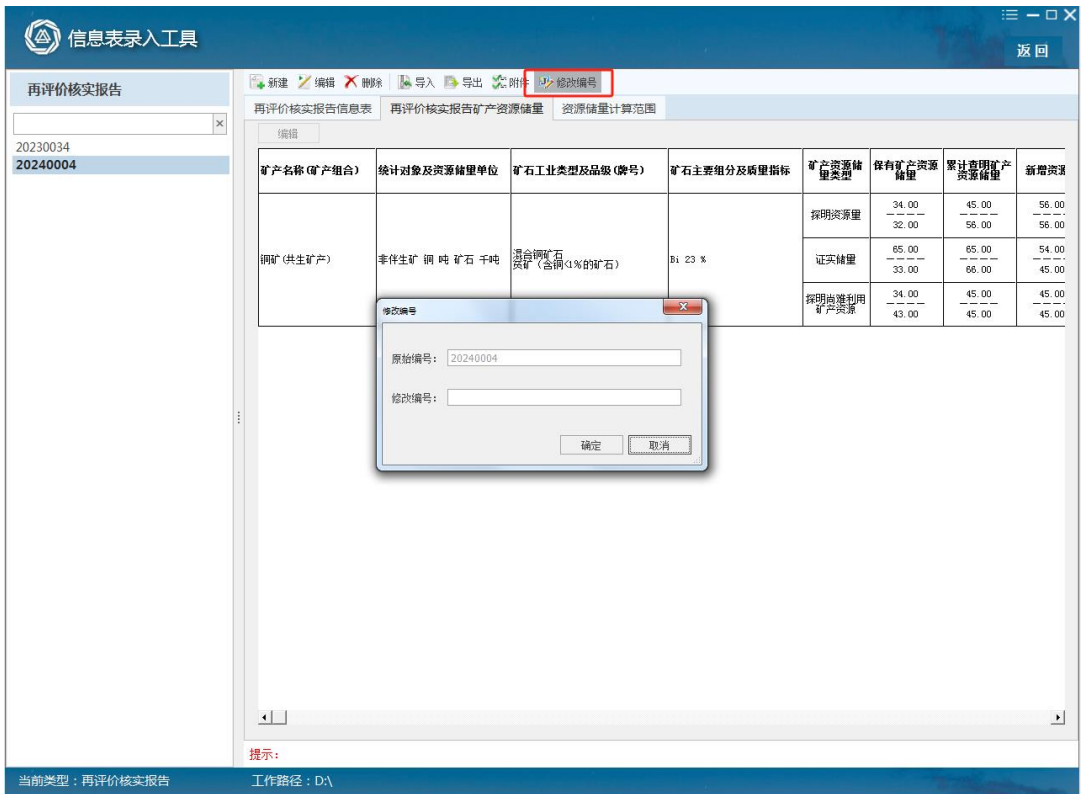 信息表录入工具
返回
再评价核实报告
新建 编辑 删除 导入 导出 附件 修改编号
再评价核实报告信息表 再评价核实报告矿产资源储量 资源储量计算范围
编辑
20230034
20240004
矿产名称(矿产组合) 统计对象及资源储量单位 矿石工业类型及品级(牌号) 矿石主要组分及质量指标 矿产资源储量类型 保有矿产资源储量 累计查明矿产资源储量 新增资源
探明资源量 34.00 45.00 56.00
32.00 56.00 56.00
铜矿(共生矿产) 非伴生矿 铜 吨 矿石 千吨 混合铜矿石
贫矿(含铜<1%的矿石) Bi 23 %
证实储量 65.00 65.00 54.00
33.00 66.00 45.00
探明尚难利用矿产资源 34.00 45.00 45.00
43.00 45.00 45.00
修改编号
原始编号: 20240004
修改编号:
确定 取消
提示:
当前类型:再评价核实报告 工作路径:D:\